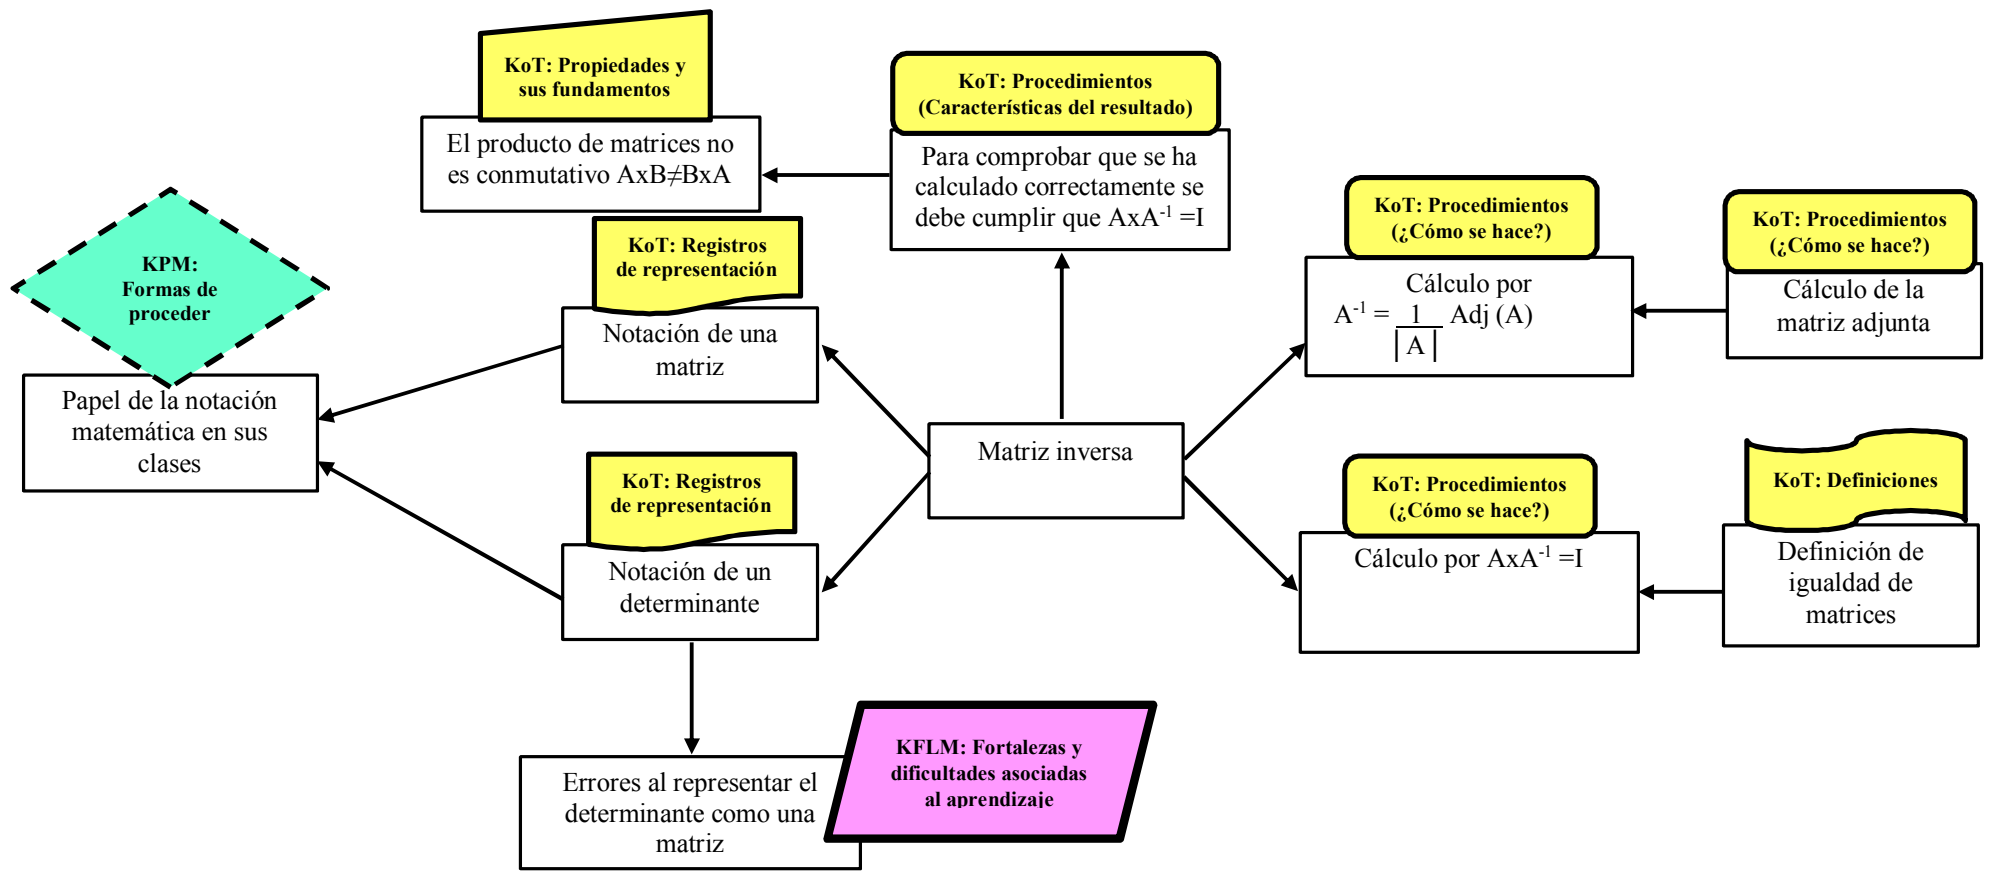 KoT: Propiedades y
sus fundamentos
El producto de matrices no
es conmutativo AxB≠BxA
KoT: Procedimientos
(Características del resultado)
Para comprobar que se ha
calculado correctamente se
debe cumplir que AxA⁻¹ =I
KPM:
Formas de
proceder
Papel de la notación
matemática en sus
clases
KoT: Registros
de representación
Notación de una
matriz
KoT: Registros
de representación
Notación de un
determinante
Matriz inversa
KoT: Procedimientos
(¿Cómo se hace?)
Cálculo por
A⁻¹ = 1 Adj (A)
|A|
KoT: Procedimientos
(¿Cómo se hace?)
Cálculo de la
matriz adjunta
KoT: Procedimientos
(¿Cómo se hace?)
Cálculo por AxA⁻¹ =I
KoT: Definiciones
Definición de
igualdad de
matrices
Errores al representar el
determinante como una
matriz
KFLM: Fortalezas y
dificultades asociadas
al aprendizaje